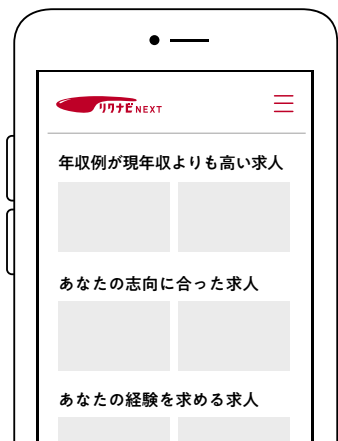 リクナビNEXT
年収例が現年収よりも高い求人
あなたの志向に合った求人
あなたの経験を求める求人